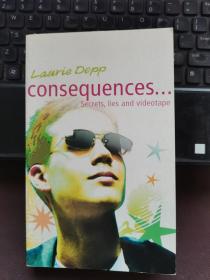 Laurie Depp
consequences...
Secrets, lies and videotape